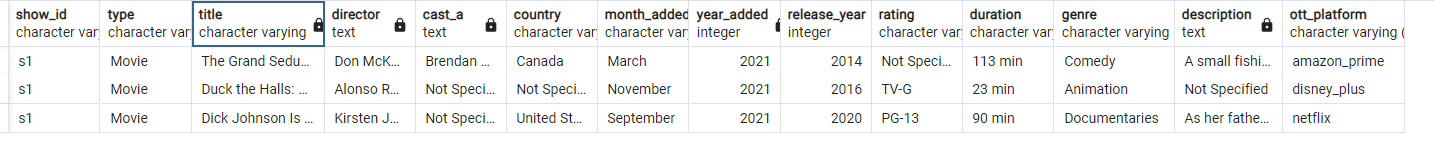 show_id type title director cast_a country month_added year_added release_year rating duration genre description ott_platform
character vary character vary character varying text text character vary character vary integer integer character vary character vary character varying text character varying (
s1 Movie The Grand Sedu... Don McK... Brendan ... Canada March 2021 2014 Not Speci... 113 min Comedy A small fishi... amazon_prime
s1 Movie Duck the Halls: ... Alonso R... Not Speci... Not Speci... November 2021 2016 TV-G 23 min Animation Not Specified disney_plus
s1 Movie Dick Johnson Is ... Kirsten J... Not Speci... United St... September 2021 2020 PG-13 90 min Documentaries As her fathe... netflix